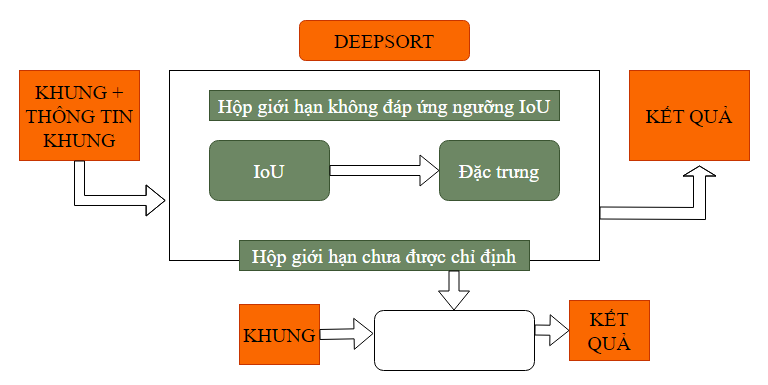 DEEPSORT
KHUNG +
THÔNG TIN
KHUNG
Hộp giới hạn không đáp ứng ngưỡng IoU
KẾT QUẢ
IoU
Đặc trưng
Hộp giới hạn chưa được chỉ định
KHUNG
KẾT
QUẢ